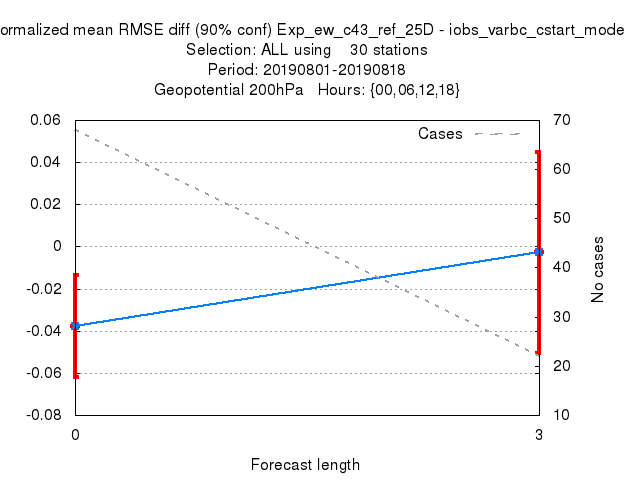 ormalized mean RMSE diff (90% conf) Exp_ew_c43_ref_25D - iobs_varbc_cstart_mode
Selection: ALL using    30 stations
Period: 20190801-20190818
Geopotential 200hPa   Hours: {00,06,12,18}
Cases
0.06
0.04
0.02
0
-0.02
-0.04
-0.06
-0.08
70
60
50
40
30
20
10
No cases
0
3
Forecast length